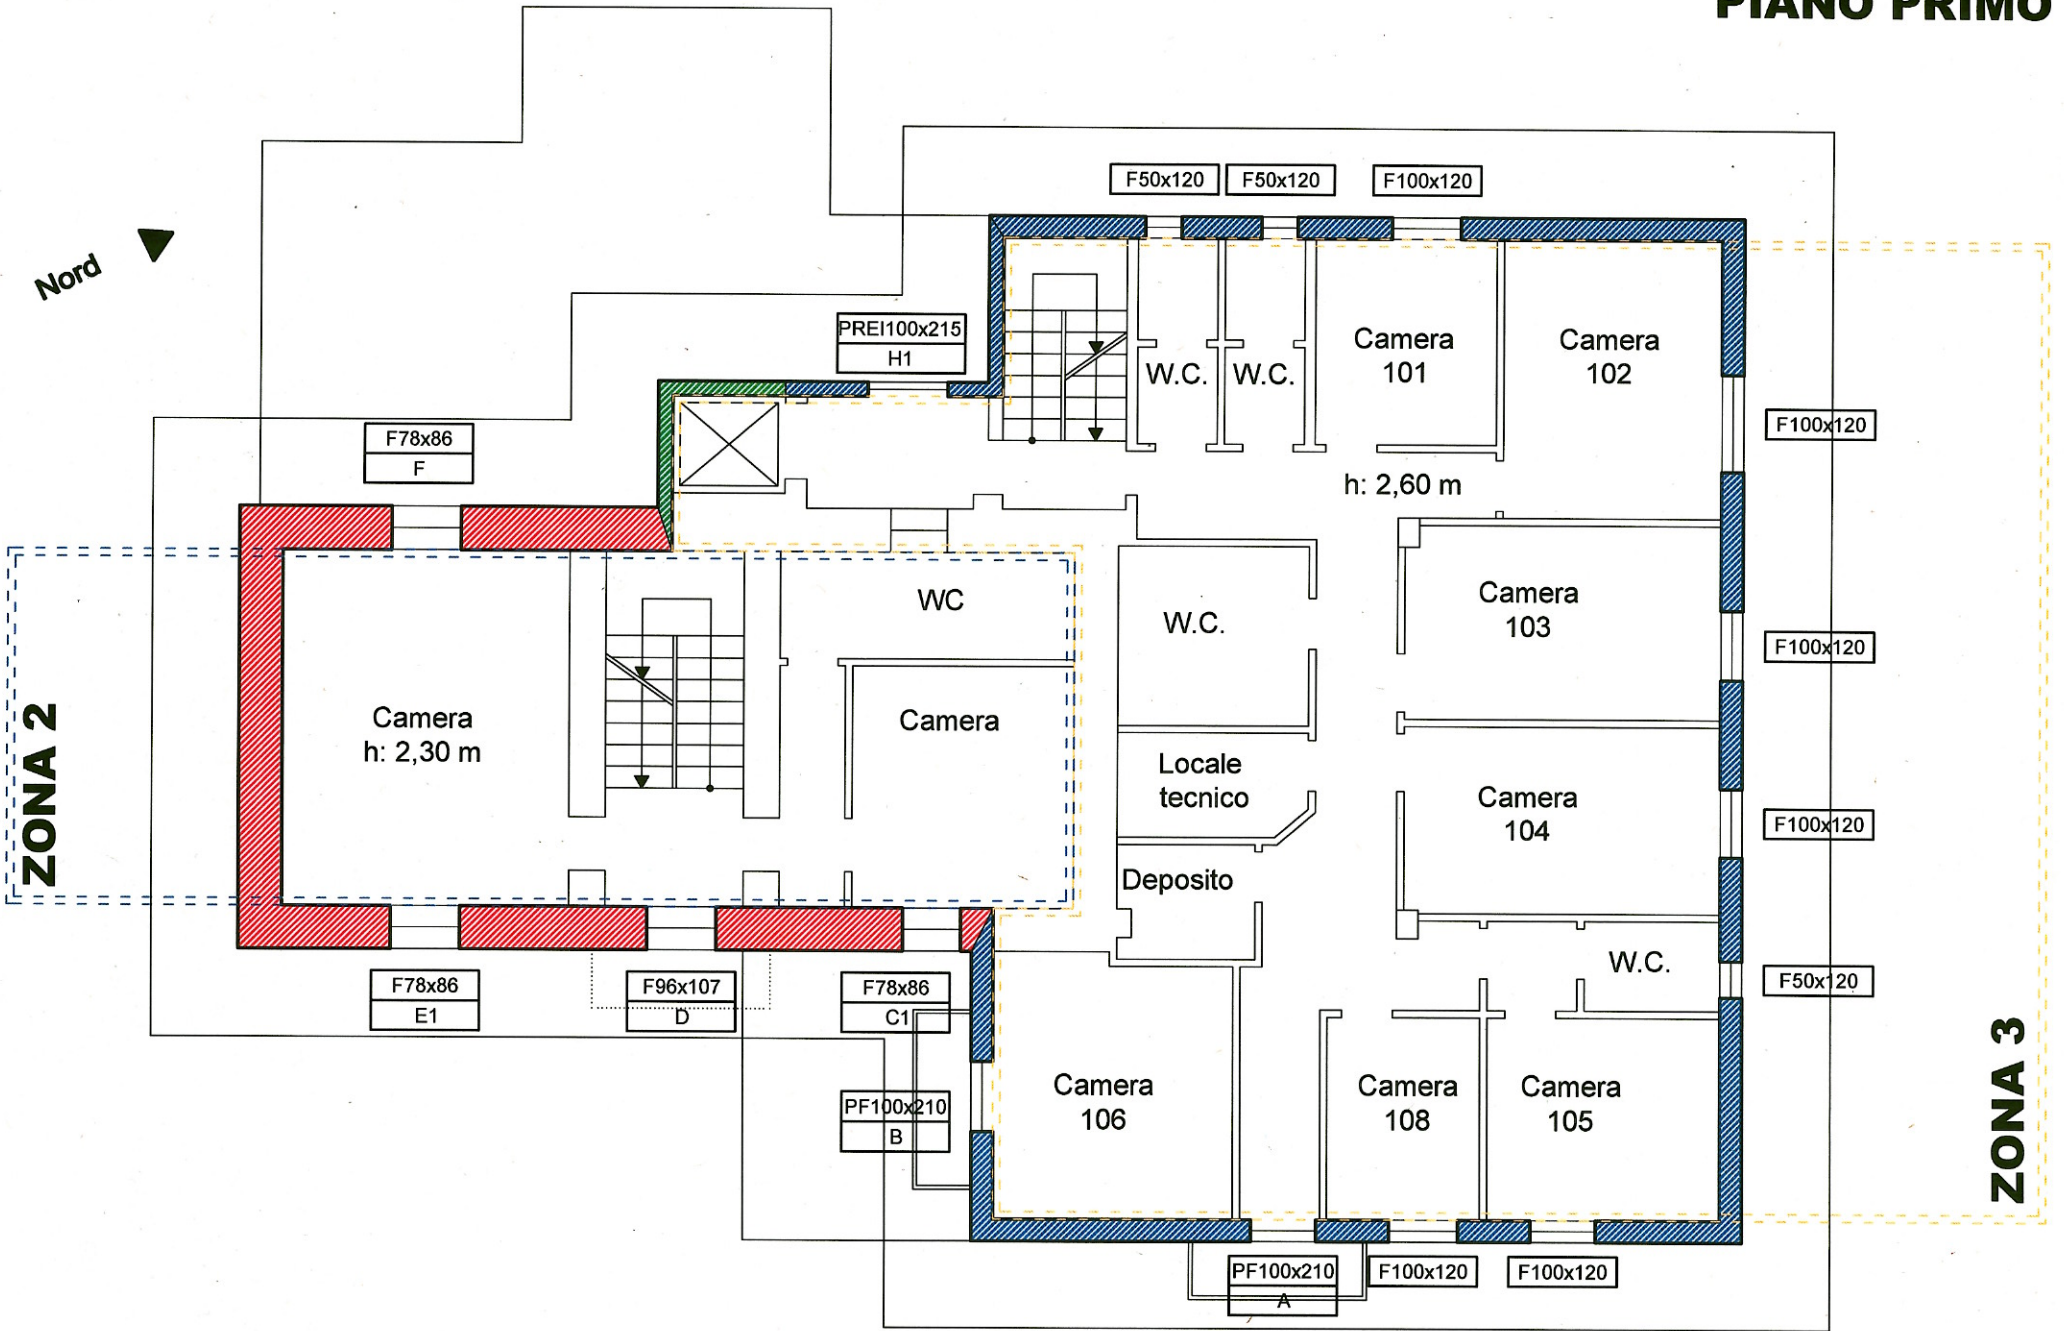 PIANO PRIMO
F50x120
F50x120
F100x120
Nord
PREI100x215
H1
Camera
101
Camera
102
W.C.
W.C.
F100x120
F78x86
F
h: 2,60 m
WC
W.C.
Camera
103
F100x120
ZONA 2
Camera
h: 2,30 m
Camera
Locale
tecnico
Camera
104
F100x120
Deposito
W.C.
F50x120
F78x86
E1
F96x107
D
F78x86
C1
PF100x210
B
Camera
106
Camera
108
Camera
105
ZONA 3
PF100x210
A
F100x120
F100x120